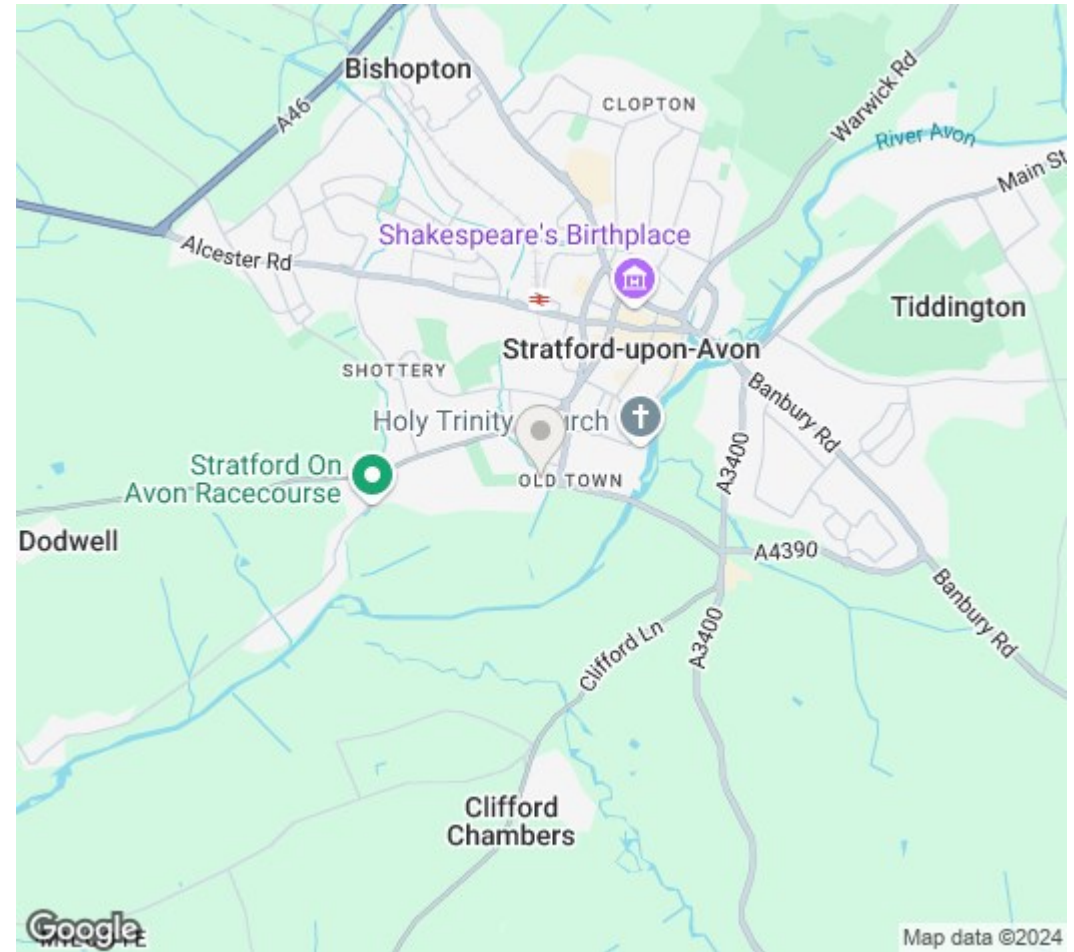 Bishopton
CLOPTON
A46
Warwick Rd
River Avon
Main St
Shakespeare's Birthplace
Alcester Rd
Tiddington
Stratford-upon-Avon
SHOTTERY
Banbury Rd
Holy Trinity
A3400
Stratford On
Avon Racecourse
OLD TOWN
Dodwell
A4390
Banbury Rd
Clifford Ln
A3400
Clifford
Chambers
Google
Map data ©2024